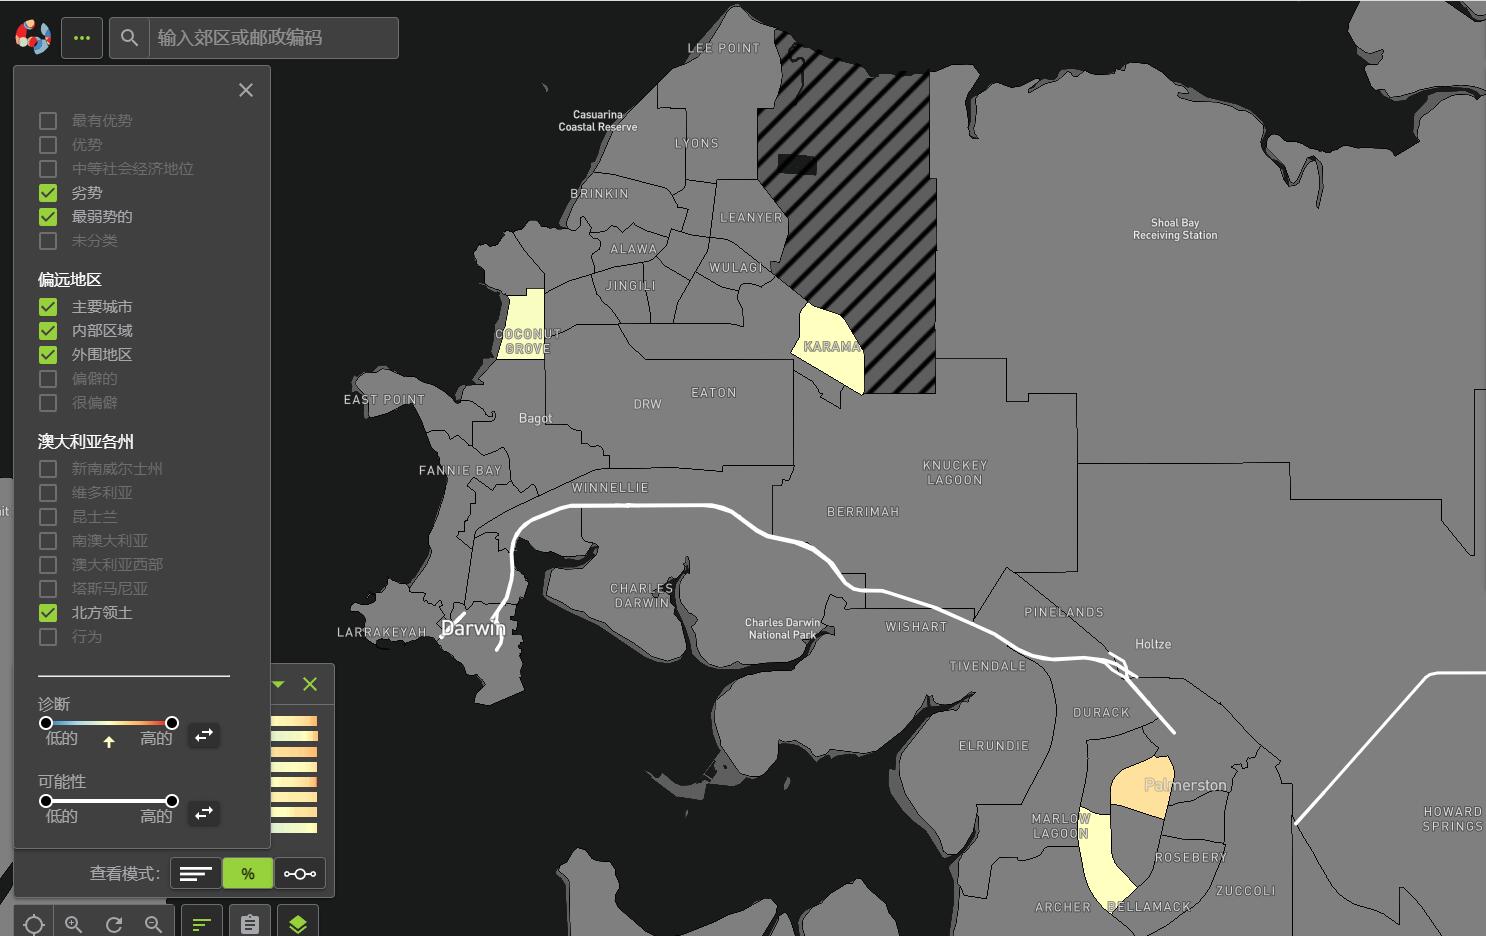 输入郊区或邮政编码
最有优势
优势
中等社会经济地位
劣势
最弱势的
未分类
偏远地区
主要城市
内部区域
外围地区
偏僻的
很偏僻
澳大利亚各州
新南威尔士州
维多利亚
昆士兰
南澳大利亚
澳大利亚西部
塔斯马尼亚
北方领土
行为
诊断
低的
高的
可能性
低的
高的
查看模式：
%
LEE POINT
Casuarina
Coastal Reserve
LYONS
BRINKIN
LEANYER
ALAWA
WULAGI
JINGILI
Shoal Bay
Receiving Station
COCONUT
GROVE
KARAMA
EAST POINT
EATON
DRW
Bagot
FANNIE BAY
WINNELLIE
KNUCKEY
LAGOON
BERRIMAH
CHARLES
DARWIN
Charles Darwin
National Park
LARRAKEYAH
Darwin
WISHART
PINELANDS
Holtze
TIVENDALE
DURACK
ELRUNDIE
Palmerston
MARLOW
LAGOON
HOWARD
SPRINGS
ROSEBERY
ZUCCOLI
ARCHER
BELLAMACK